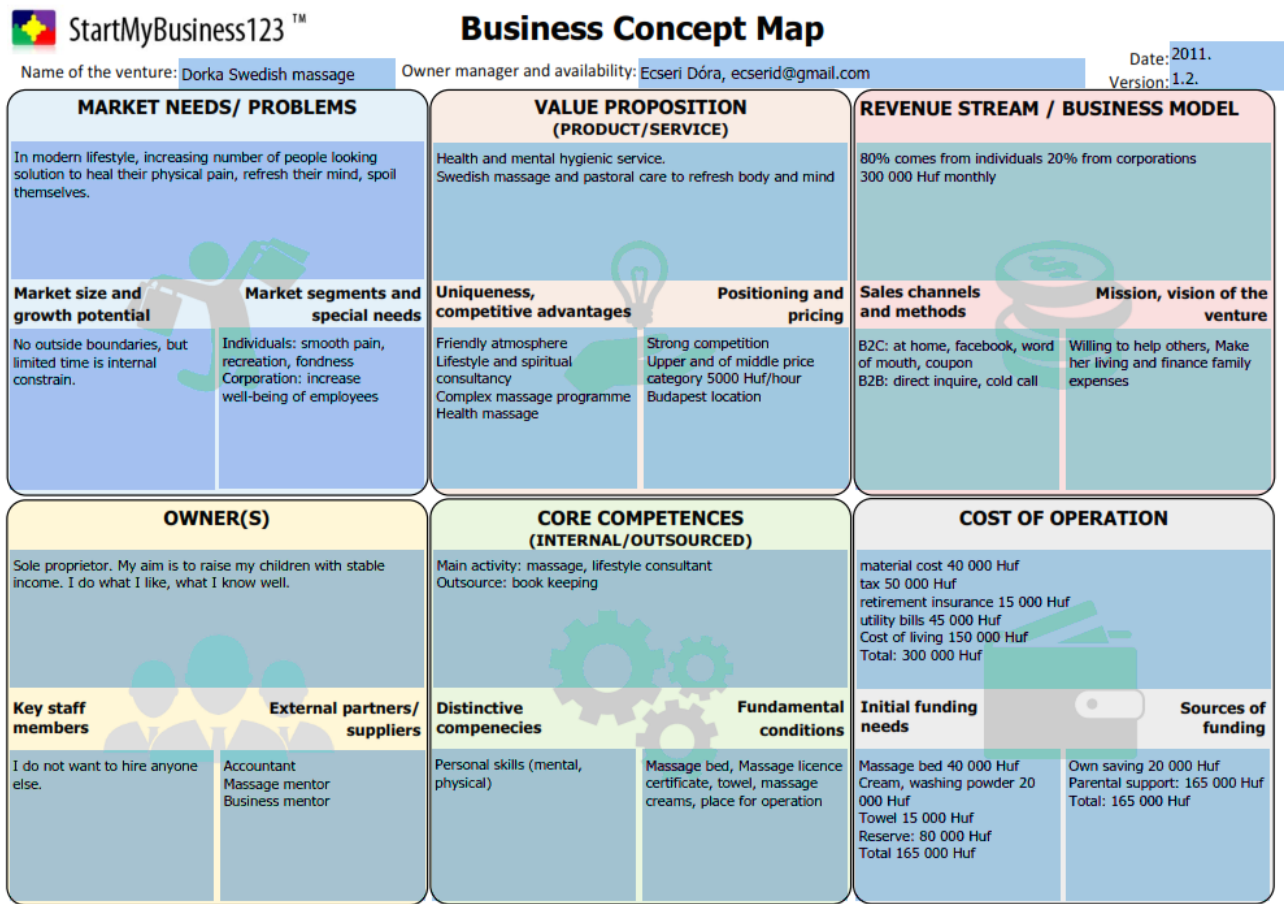 StartMyBusiness123 ™
Business Concept Map
Date: 2011.
Name of the venture: Dorka Swedish massage
Owner manager and availability: Ecseri Dóra, ecserid@gmail.com
Version: 1.2.
MARKET NEEDS/ PROBLEMS
In modern lifestyle, increasing number of people looking
solution to heal their physical pain, refresh their mind, spoil
themselves.
Market size and
growth potential
No outside boundaries, but
limited time is internal
constrain.
Market segments and
special needs
Individuals: smooth pain,
recreation, fondness
Corporation: increase
well-being of employees
VALUE PROPOSITION
(PRODUCT/SERVICE)
Health and mental hygienic service.
Swedish massage and pastoral care to refresh body and mind
Uniqueness,
competitive advantages
Friendly atmosphere
Lifestyle and spiritual
consultancy
Complex massage programme
Health massage
Positioning and
pricing
Strong competition
Upper and of middle price
category 5000 Huf/hour
Budapest location
REVENUE STREAM / BUSINESS MODEL
80% comes from individuals 20% from corporations
300 000 Huf monthly
Sales channels
and methods
B2C: at home, facebook, word
of mouth, coupon
B2B: direct inquire, cold call
Mission, vision of the
venture
Willing to help others, Make
her living and finance family
expenses
OWNER(S)
Sole proprietor. My aim is to raise my children with stable
income. I do what I like, what I know well.
Key staff
members
I do not want to hire anyone
else.
External partners/
suppliers
Accountant
Massage mentor
Business mentor
CORE COMPETENCES
(INTERNAL/OUTSOURCED)
Main activity: massage, lifestyle consultant
Outsource: book keeping
Distinctive
compenecies
Personal skills (mental,
physical)
Fundamental
conditions
Massage bed, Massage licence
certificate, towel, massage
creams, place for operation
COST OF OPERATION
material cost 40 000 Huf
tax 50 000 Huf
retirement insurance 15 000 Huf
utility bills 45 000 Huf
Cost of living 150 000 Huf
Total: 300 000 Huf
Initial funding
needs
Massage bed 40 000 Huf
Cream, washing powder 20
000 Huf
Towel 15 000 Huf
Reserve: 80 000 Huf
Total 165 000 Huf
Sources of
funding
Own saving 20 000 Huf
Parental support: 165 000 Huf
Total: 165 000 Huf